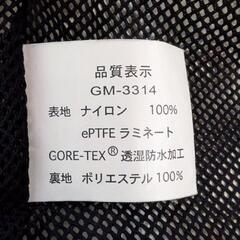 品質表示
GM-3314
表地 ナイロン 100%
ePTFE ラミネート
GORE-TEX® 透湿防水加工
裏地 ポリエステル 100%